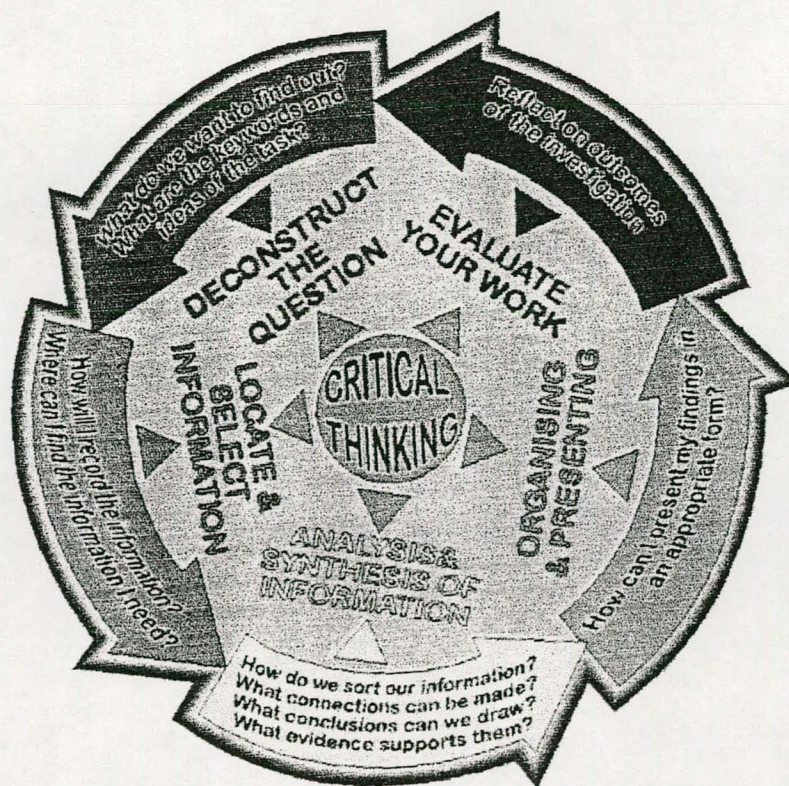 What do we want to find out?
What are the keywords and
ideas of the task?
Reflect on outcomes
of the investigation
DECONSTRUCT
THE
QUESTION
EVALUATE
YOUR WORK
How will I record the information?
Where can I find the information I need?
LOCATE &
SELECT
INFORMATION
CRITICAL
THINKING
ORGANISING
& PRESENTING
How can I present my findings in
an appropriate form?
ANALYSIS &
SYNTHESIS OF
INFORMATION
How do we sort our information?
What connections can be made?
What conclusions can we draw?
What evidence supports them?